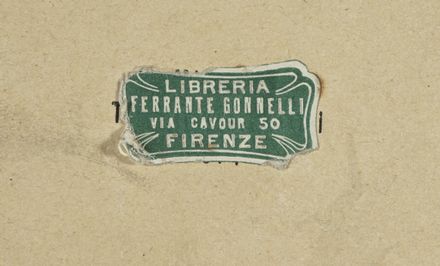 LIBRERIA
FERRANTE GONNELLI
VIA CAVOUR 50
FIRENZE